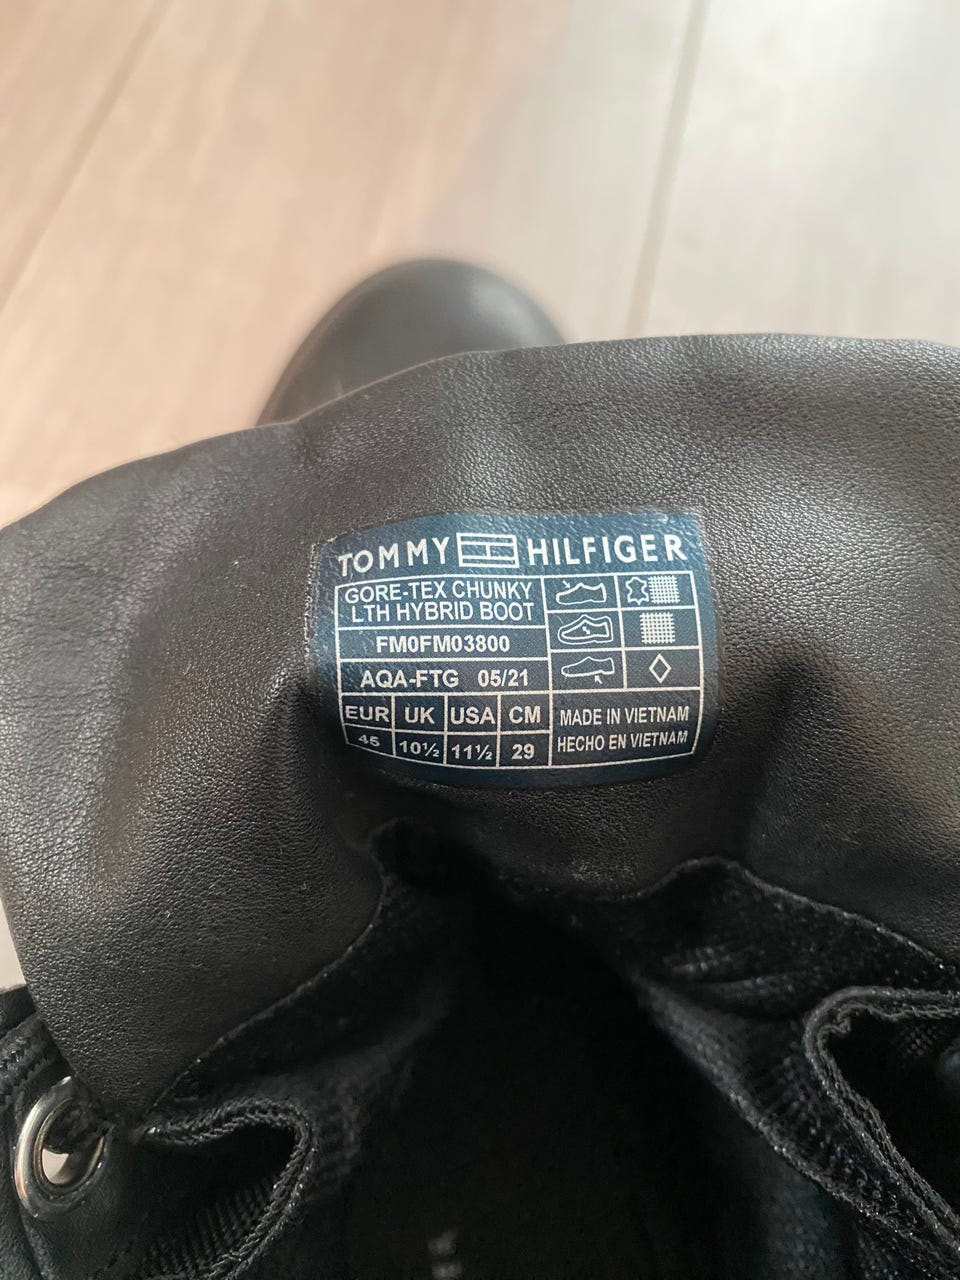 TOMMY HILFIGER
GORE-TEX CHUNKY
LTH HYBRID BOOT
FM0FM03800
AQA-FTG 05/21
EUR UK USA CM
45 10½ 11½ 29
MADE IN VIETNAM
HECHO EN VIETNAM